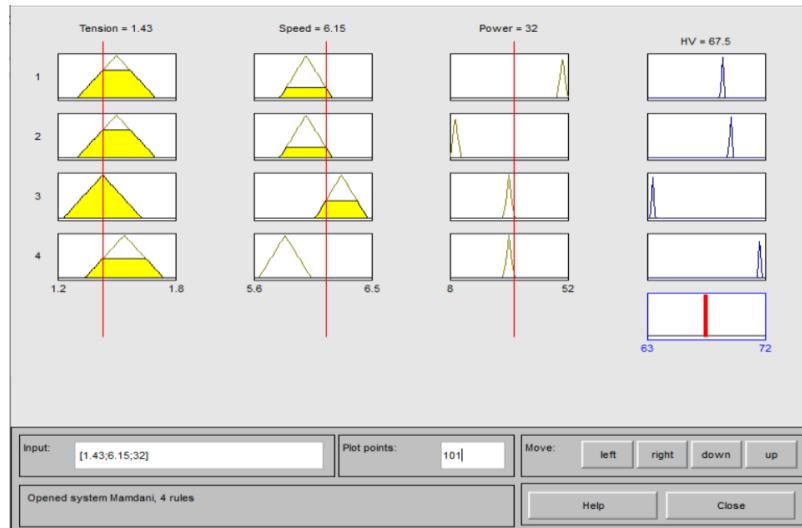 Tension = 1.43 Speed = 6.15 Power = 32 HV = 67.5
1
2
3
4
1.2 1.8 5.6 6.5 8 52
63 72
Input: [1.43;6.15;32] Plot points: 101 Move: left right down up
Opened system Mamdani, 4 rules
Help Close